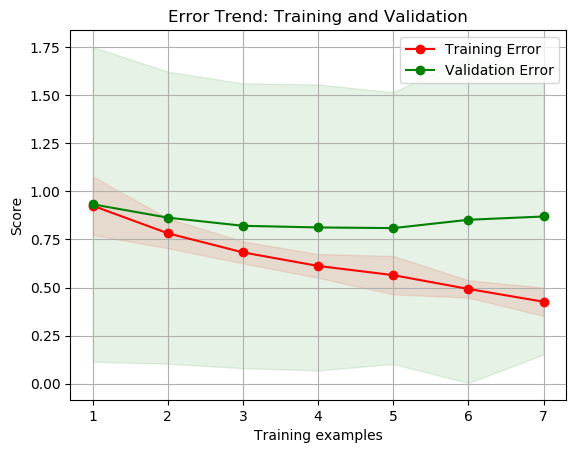 Error Trend: Training and Validation
Training Error
Validation Error
1.75
1.50
1.25
1.00
0.75
0.50
0.25
0.00
Score
1 2 3 4 5 6 7
Training examples